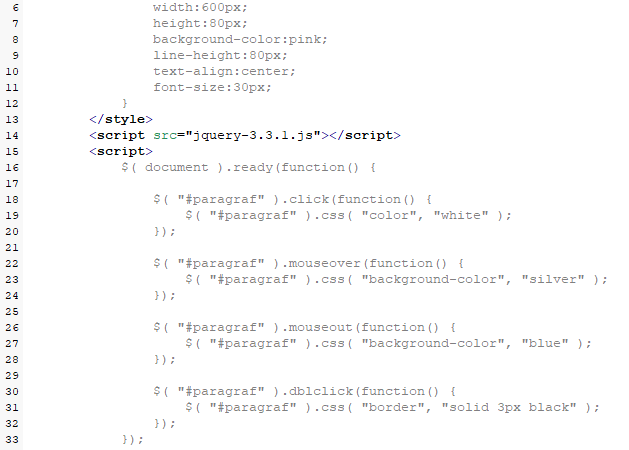 6                 width:600px;
7                 height:80px;
8                 background-color:pink;
9                 line-height:80px;
10                text-align:center;
11                font-size:30px;
12            }
13        </style>
14        <script src="jquery-3.3.1.js"></script>
15        <script>
16            $( document ).ready(function() {
17
18                $( "#paragraf" ).click(function() {
19                    $( "#paragraf" ).css( "color", "white" );
20                });
21
22                $( "#paragraf" ).mouseover(function() {
23                    $( "#paragraf" ).css( "background-color", "silver" );
24                });
25
26                $( "#paragraf" ).mouseout(function() {
27                    $( "#paragraf" ).css( "background-color", "blue" );
28                });
29
30                $( "#paragraf" ).dblclick(function() {
31                    $( "#paragraf" ).css( "border", "solid 3px black" );
32                });
33            });